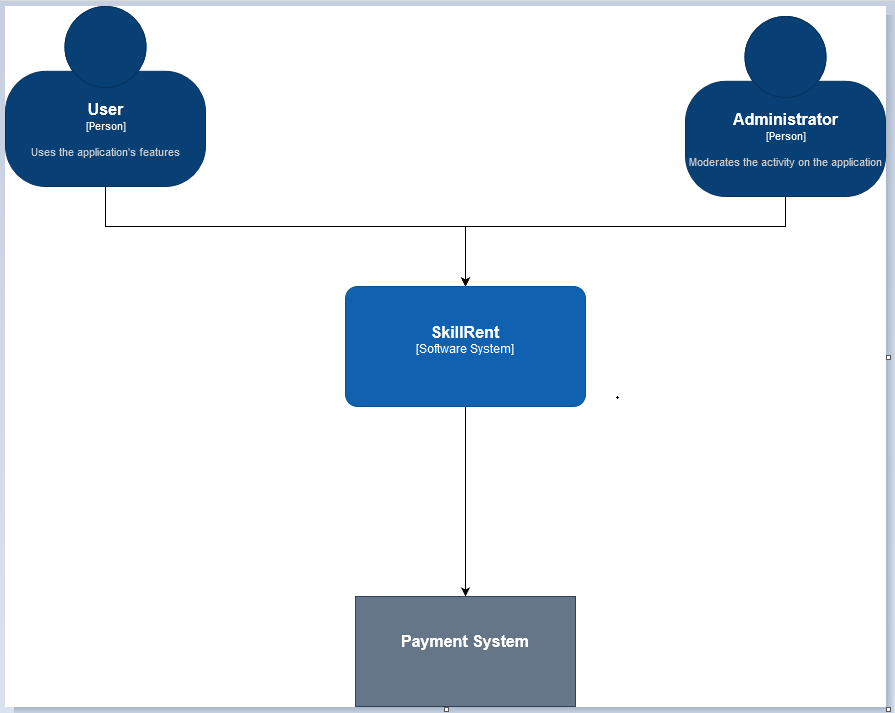 User
[Person]
Uses the application's features
Administrator
[Person]
Moderates the activity on the application
SkillRent
[Software System]
Payment System